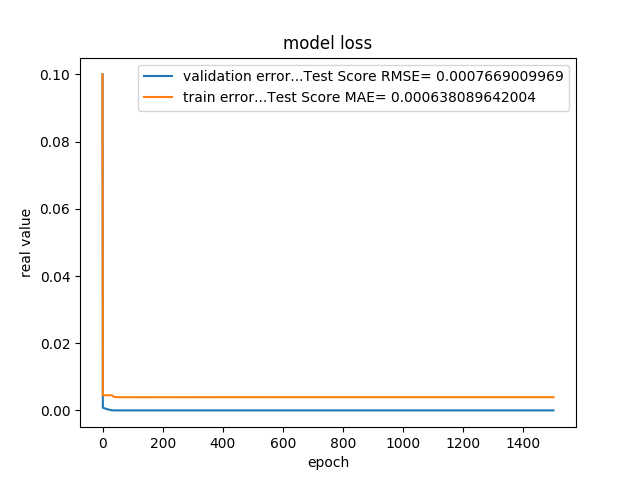 model loss
validation error...Test Score RMSE= 0.0007669009969
train error...Test Score MAE= 0.000638089642004
real value
0.10
0.08
0.06
0.04
0.02
0.00
0 200 400 600 800 1000 1200 1400
epoch